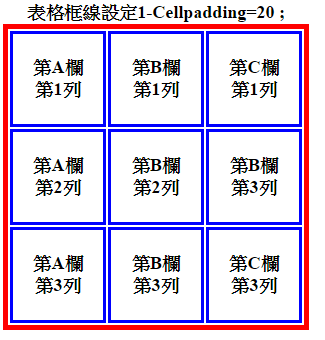 表格框線設定1-Cellpadding=20 ;
第A欄 第B欄 第C欄
第1列 第1列 第1列
第A欄 第B欄 第B欄
第2列 第2列 第3列
第A欄 第B欄 第C欄
第3列 第3列 第3列